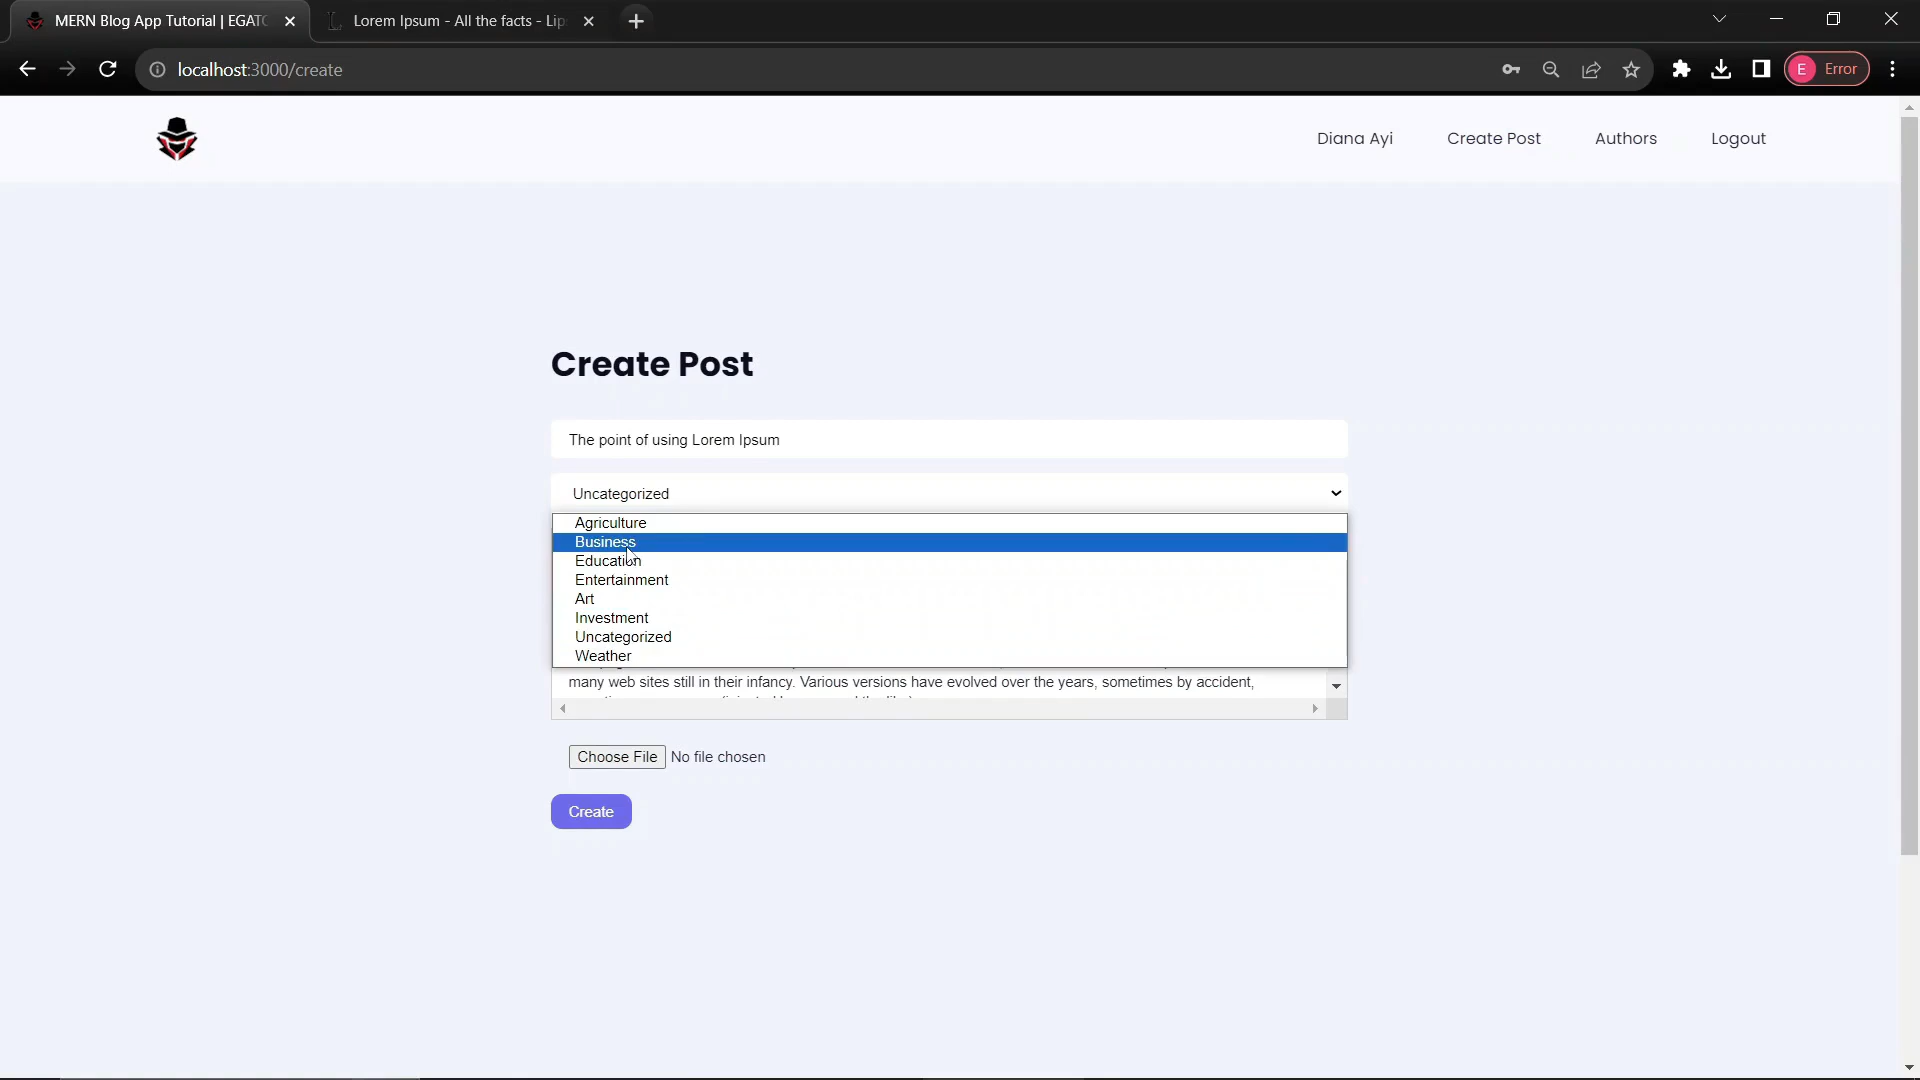 MERN Blog App Tutorial | EGATO
Lorem Ipsum - All the facts - Lip
localhost:3000/create
E Error
Diana Ayi
Create Post
Authors
Logout
Create Post
The point of using Lorem Ipsum
Uncategorized
Agriculture
Business
Education
Entertainment
Art
Investment
Uncategorized
Weather
many web sites still in their infancy. Various versions have evolved over the years, sometimes by accident,
Choose File No file chosen
Create